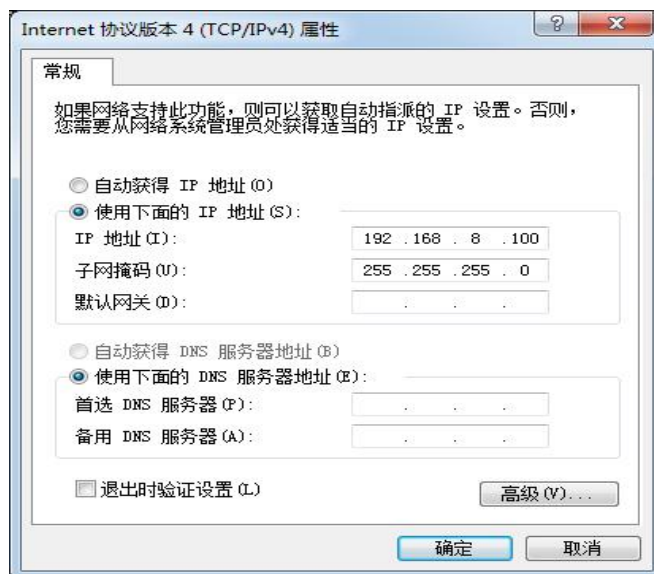 Internet 协议版本 4 (TCP/IPv4) 属性
常规
如果网络支持此功能，则可以获取自动指派的 IP 设置。否则，
您需要从网络系统管理员处获得适当的 IP 设置。
自动获得 IP 地址(O)
使用下面的 IP 地址(S):
IP 地址(I): 192 .168 . 8 .100
子网掩码(U): 255 .255 .255 . 0
默认网关(D): . . .
自动获得 DNS 服务器地址(B)
使用下面的 DNS 服务器地址(E):
首选 DNS 服务器(P): . . .
备用 DNS 服务器(A): . . .
退出时验证设置(L)
高级(V)...
确定 取消